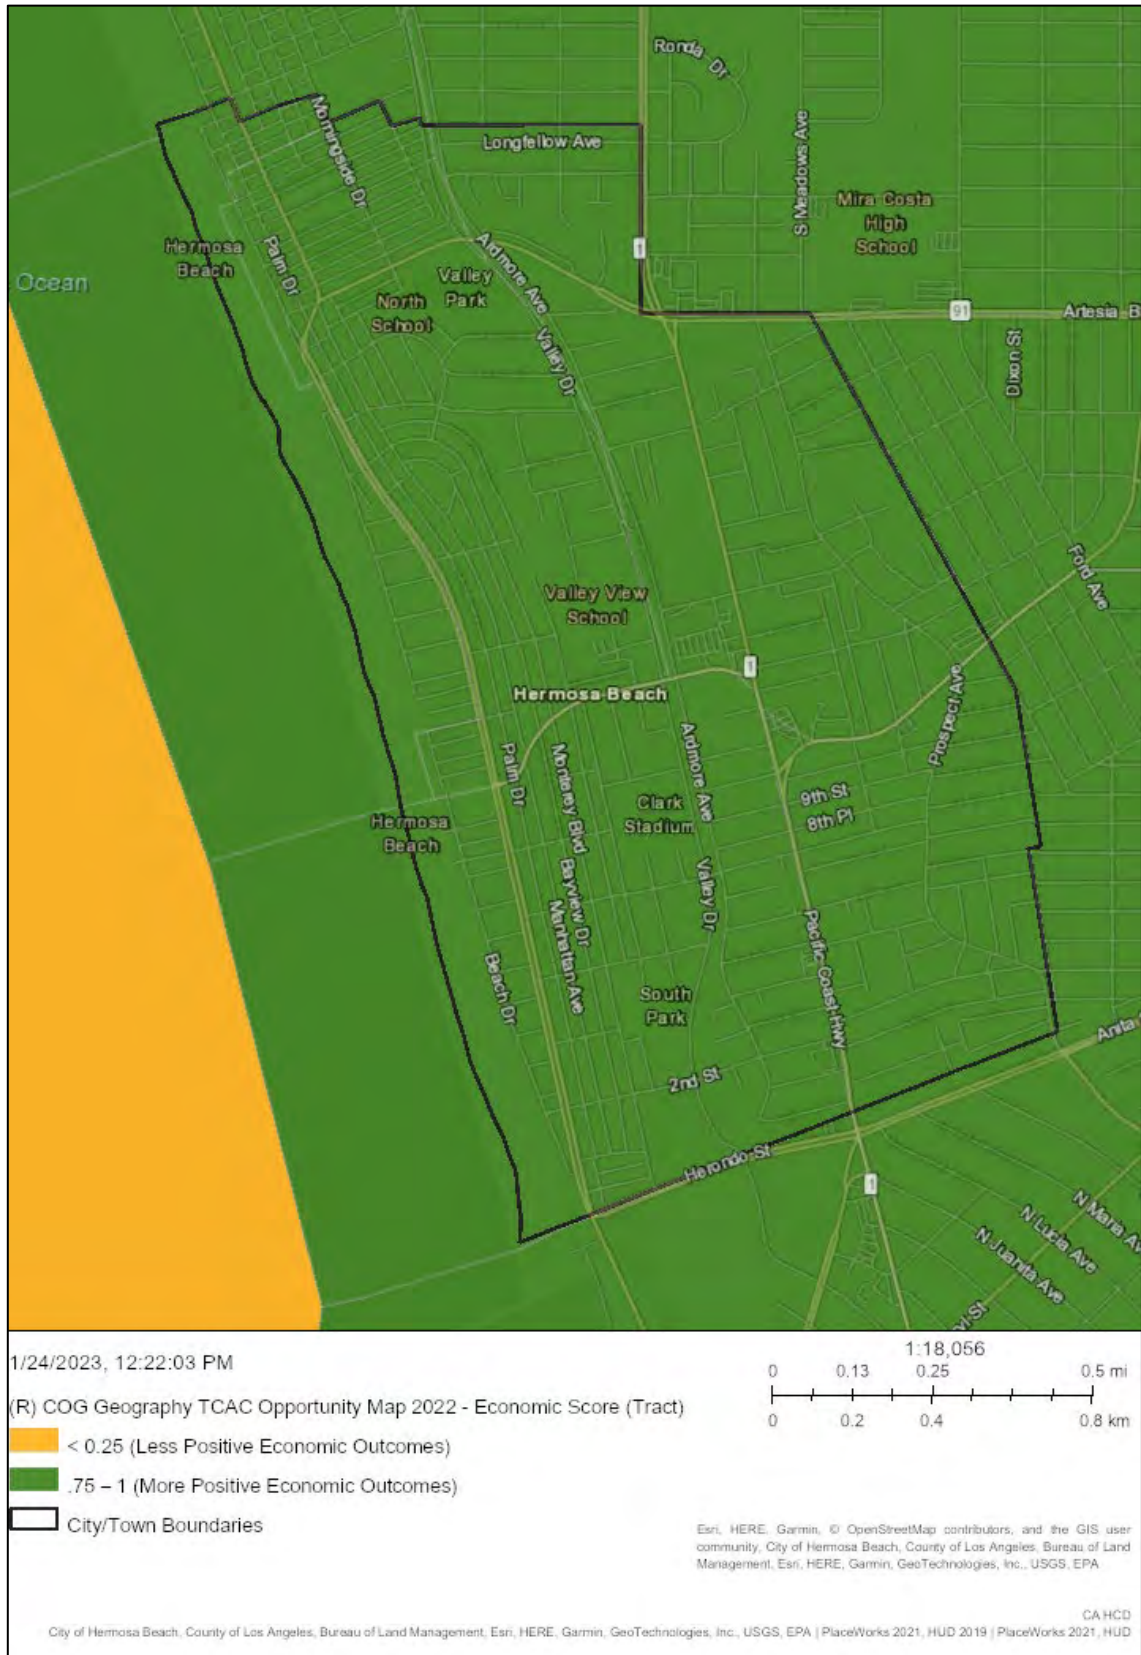 Ronda Dr
Morningside Dr
Longfellow Ave
S Meadows Ave
Mira Costa
High
School
Hermosa
Beach
Palm Dr
Ardmore Ave
1
Ocean
Valley
Park
North
School
91
Artesia B
Valley Dr
Dixon St
Ford Ave
Valley View
School
1
Hermosa Beach
Prospect Ave
Palm Dr
Monterey Blvd
Ardmore Ave
9th St
8th Pl
Clark
Stadium
Hermosa
Beach
Bayview Dr
Manhattan Ave
Valley Dr
Pacific Coast Hwy
Beach Dr
South
Park
2nd St
Anita
Herondo St
1
N Maria Av
N Lucia Ave
N Juanita Ave
yl St
1/24/2023, 12:22:03 PM
1:18,056
0 0.13 0.25 0.5 mi
0 0.2 0.4 0.8 km
(R) COG Geography TCAC Opportunity Map 2022 - Economic Score (Tract)
< 0.25 (Less Positive Economic Outcomes)
.75 – 1 (More Positive Economic Outcomes)
City/Town Boundaries
Esri, HERE, Garmin, © OpenStreetMap contributors, and the GIS user
community, City of Hermosa Beach, County of Los Angeles, Bureau of Land
Management, Esri, HERE, Garmin, GeoTechnologies, Inc., USGS, EPA
CA HCD
City of Hermosa Beach, County of Los Angeles, Bureau of Land Management, Esri, HERE, Garmin, GeoTechnologies, Inc., USGS, EPA | PlaceWorks 2021, HUD 2019 | PlaceWorks 2021, HUD